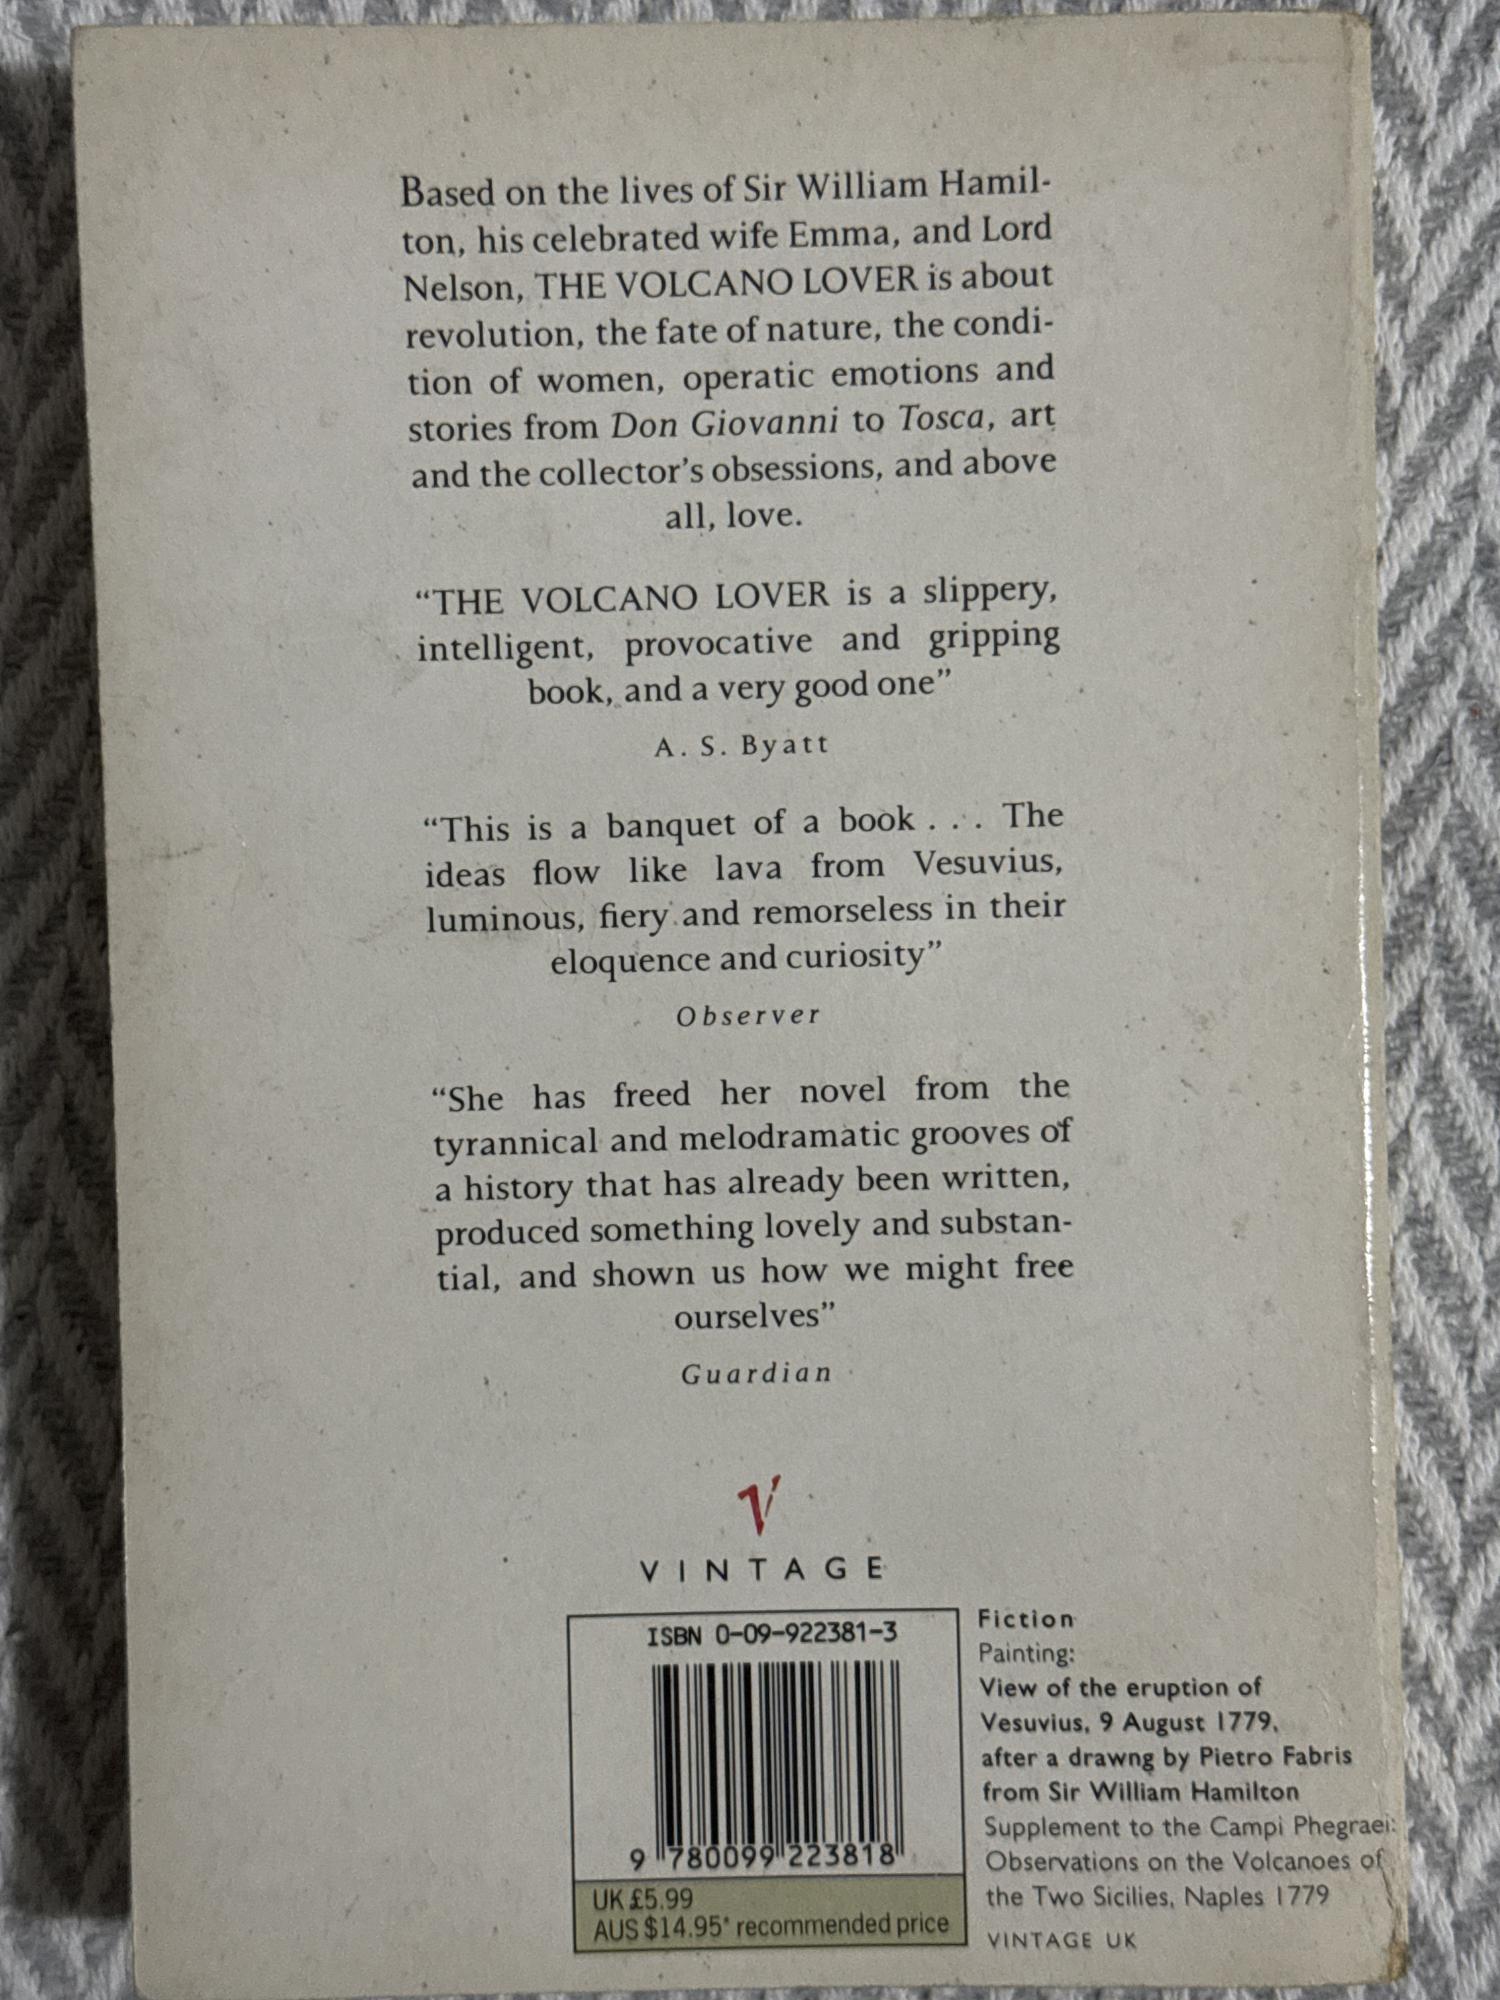 Based on the lives of Sir William Hamil-
ton, his celebrated wife Emma, and Lord
Nelson, THE VOLCANO LOVER is about
revolution, the fate of nature, the condi-
tion of women, operatic emotions and
stories from Don Giovanni to Tosca, art
and the collector's obsessions, and above
all, love.
“THE VOLCANO LOVER is a slippery,
intelligent, provocative and gripping
book, and a very good one”
A. S. Byatt
“This is a banquet of a book . . . The
ideas flow like lava from Vesuvius,
luminous, fiery and remorseless in their
eloquence and curiosity”
Observer
“She has freed her novel from the
tyrannical and melodramatic grooves of
a history that has already been written,
produced something lovely and substan-
tial, and shown us how we might free
ourselves”
Guardian
V
VINTAGE
ISBN 0-09-922381-3
9 780099 223818
UK £5.99
AUS $14.95* recommended price
Fiction
Painting:
View of the eruption of
Vesuvius, 9 August 1779,
after a drawng by Pietro Fabris
from Sir William Hamilton
Supplement to the Campi Phegraei:
Observations on the Volcanoes of
the Two Sicilies, Naples 1779
VINTAGE UK